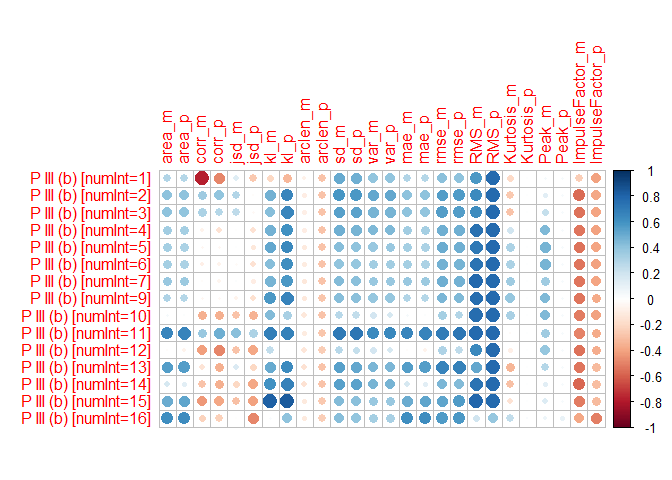 area_m
area_p
corr_m
corr_p
jsd_m
jsd_p
kl_m
kl_p
arclen_m
arclen_p
sd_m
sd_p
var_m
var_p
mae_m
mae_p
rmse_m
rmse_p
RMS_m
RMS_p
Kurtosis_m
Kurtosis_p
Peak_m
Peak_p
ImpulseFactor_m
ImpulseFactor_p
P III (b) [numInt=1]
P III (b) [numInt=2]
P III (b) [numInt=3]
P III (b) [numInt=4]
P III (b) [numInt=5]
P III (b) [numInt=6]
P III (b) [numInt=7]
P III (b) [numInt=9]
P III (b) [numInt=10]
P III (b) [numInt=11]
P III (b) [numInt=12]
P III (b) [numInt=13]
P III (b) [numInt=14]
P III (b) [numInt=15]
P III (b) [numInt=16]
1
0.8
0.6
0.4
0.2
0
-0.2
-0.4
-0.6
-0.8
-1